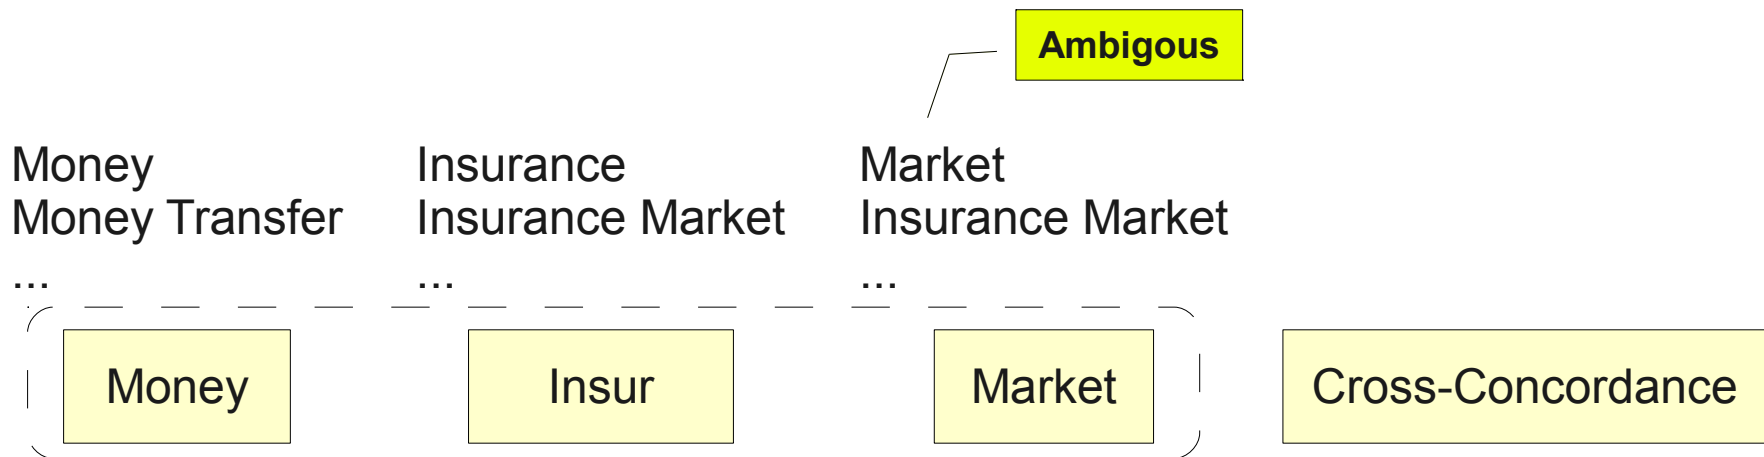 Ambigous
Money
Money Transfer
...
Insurance
Insurance Market
...
Market
Insurance Market
...
Money
Insur
Market
Cross-Concordance